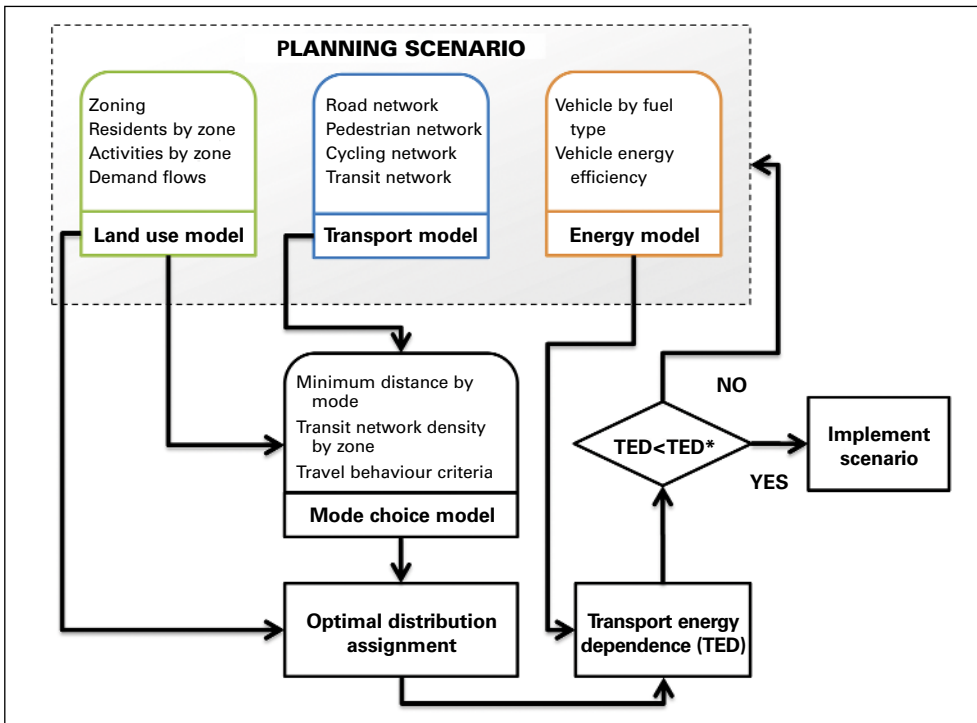 PLANNING SCENARIO
Zoning
Residents by zone
Activities by zone
Demand flows
Land use model
Road network
Pedestrian network
Cycling network
Transit network
Transport model
Vehicle by fuel
type
Vehicle energy
efficiency
Energy model
Minimum distance by
mode
Transit network density
by zone
Travel behaviour criteria
Mode choice model
Optimal distribution
assignment
Transport energy
dependence (TED)
TED<TED*
NO
YES
Implement
scenario